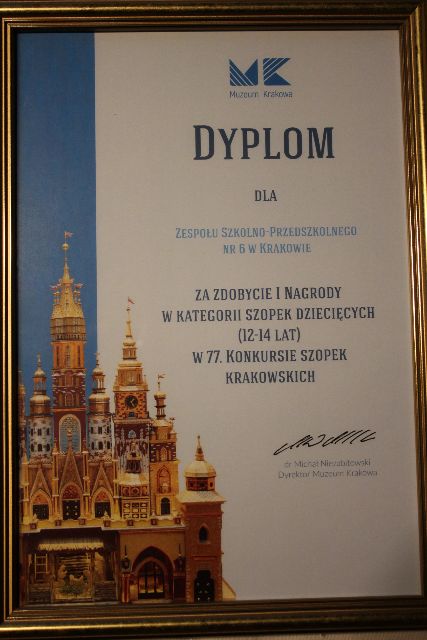 MK
Muzeum Krakowa
DYPLOM
DLA
ZESPOŁU SZKOLNO-PRZEDSZKOLNEGO
NR 6 W KRAKOWIE
ZA ZDOBYCIE I NAGRODY
W KATEGORII SZOPEK DZIECIĘCYCH
(12-14 LAT)
W 77. KONKURSIE SZOPEK
KRAKOWSKICH
dr Michał Niezabitowski
Dyrektor Muzeum Krakowa